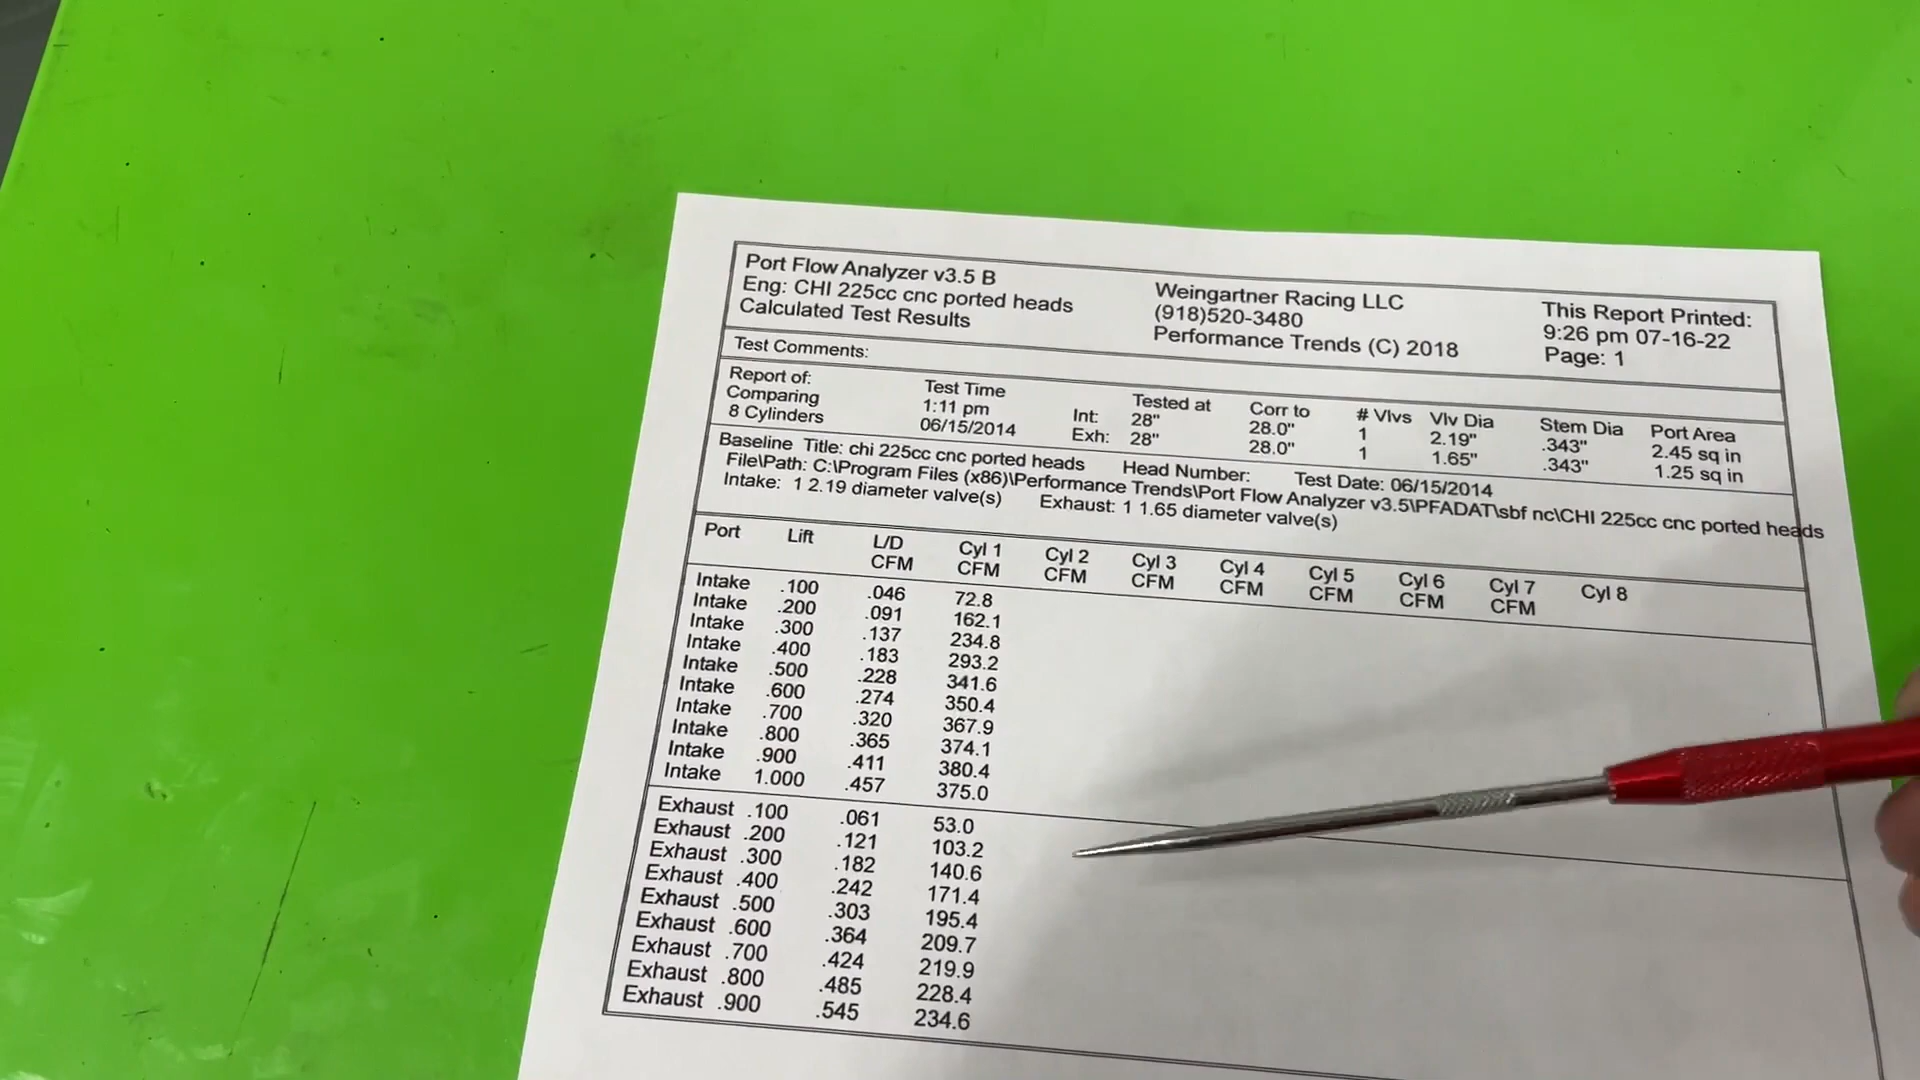 Port Flow Analyzer v3.5 B
Eng: CHI 225cc cnc ported heads
Calculated Test Results
Weingartner Racing LLC
(918)520-3480
Performance Trends (C) 2018
This Report Printed:
9:26 pm 07-16-22
Page: 1
Test Comments:
Report of:
Comparing
8 Cylinders
Test Time
1:11 pm
06/15/2014
Tested at Corr to # Vlvs Vlv Dia Stem Dia Port Area
Int: 28" 28.0" 1 2.19" .343" 2.45 sq in
Exh: 28" 28.0" 1 1.65" .343" 1.25 sq in
Baseline Title: chi 225cc cnc ported heads Head Number: Test Date: 06/15/2014
File\Path: C:\Program Files (x86)\Performance Trends\Port Flow Analyzer v3.5\PFADAT\sbf nc\CHI 225cc cnc ported heads
Intake: 1 2.19 diameter valve(s) Exhaust: 1 1.65 diameter valve(s)
Port Lift L/D Cyl 1 Cyl 2 Cyl 3 Cyl 4 Cyl 5 Cyl 6 Cyl 7 Cyl 8
CFM CFM CFM CFM CFM CFM CFM CFM
Intake .100 .046 72.8
Intake .200 .091 162.1
Intake .300 .137 234.8
Intake .400 .183 293.2
Intake .500 .228 341.6
Intake .600 .274 350.4
Intake .700 .320 367.9
Intake .800 .365 374.1
Intake .900 .411 380.4
Intake 1.000 .457 375.0
Exhaust .100 .061 53.0
Exhaust .200 .121 103.2
Exhaust .300 .182 140.6
Exhaust .400 .242 171.4
Exhaust .500 .303 195.4
Exhaust .600 .364 209.7
Exhaust .700 .424 219.9
Exhaust .800 .485 228.4
Exhaust .900 .545 234.6